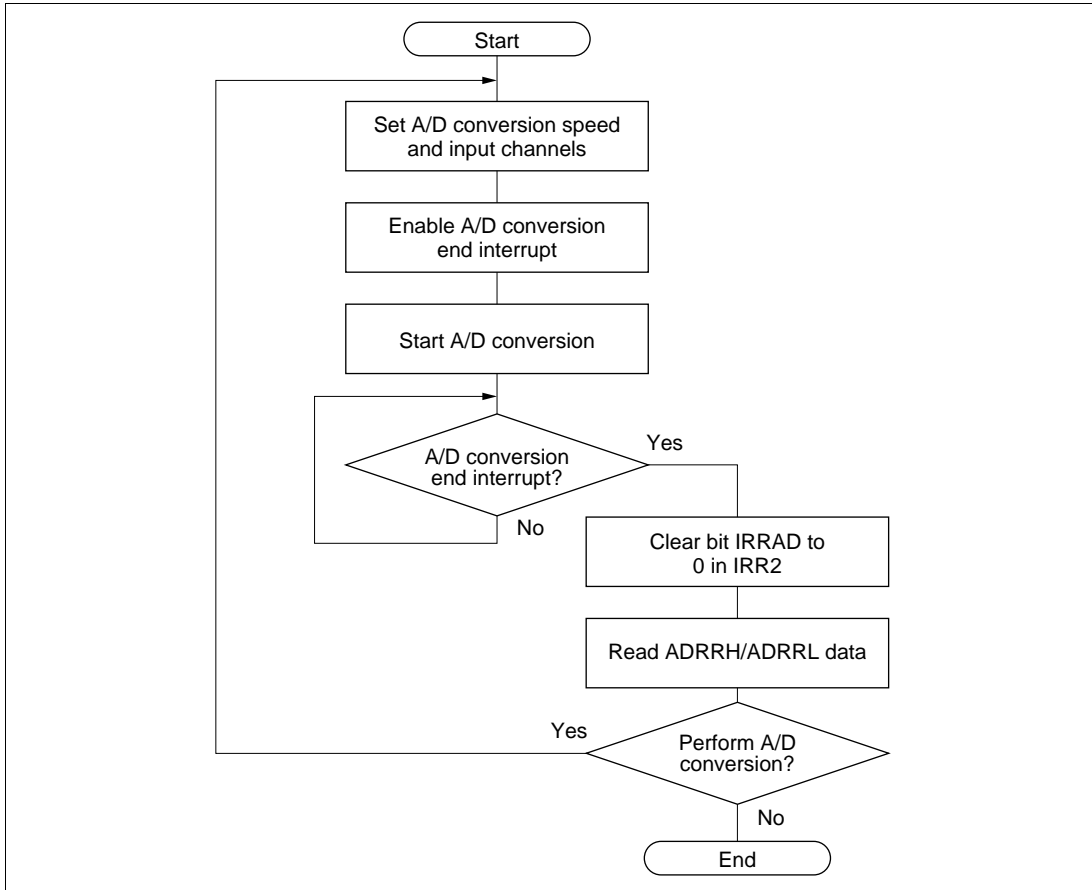 Start
Set A/D conversion speed
and input channels
Enable A/D conversion
end interrupt
Start A/D conversion
A/D conversion
end interrupt?
Yes
No
Clear bit IRRAD to
0 in IRR2
Read ADRRH/ADRRL data
Yes
Perform A/D
conversion?
No
End